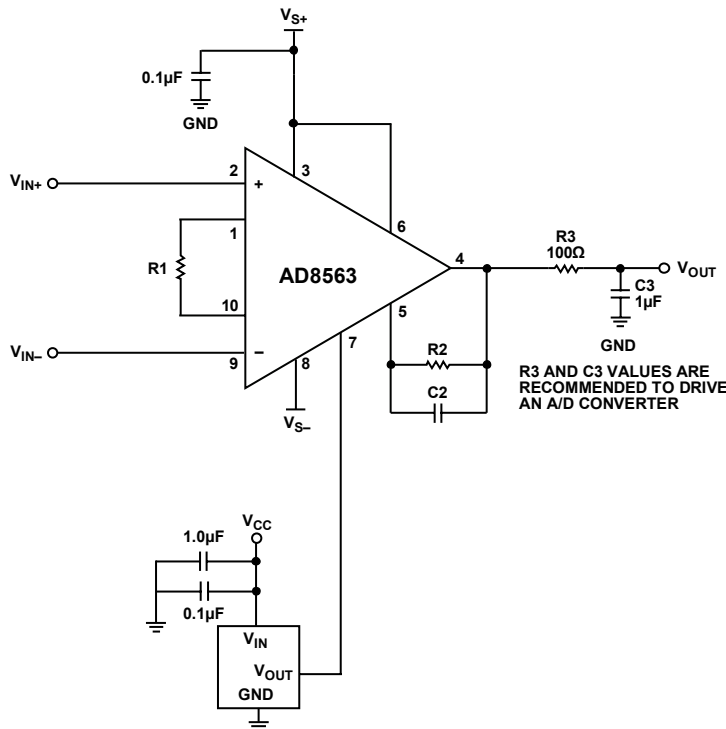 VS+
0.1µF
GND
VIN+
2
+
3
1
6
R1
AD8563
4
R3
100Ω
VOUT
C3
1µF
GND
10
5
VIN–
9
–
8
7
R2
C2
VS–
R3 AND C3 VALUES ARE
RECOMMENDED TO DRIVE
AN A/D CONVERTER
VCC
1.0µF
0.1µF
VIN
VOUT
GND